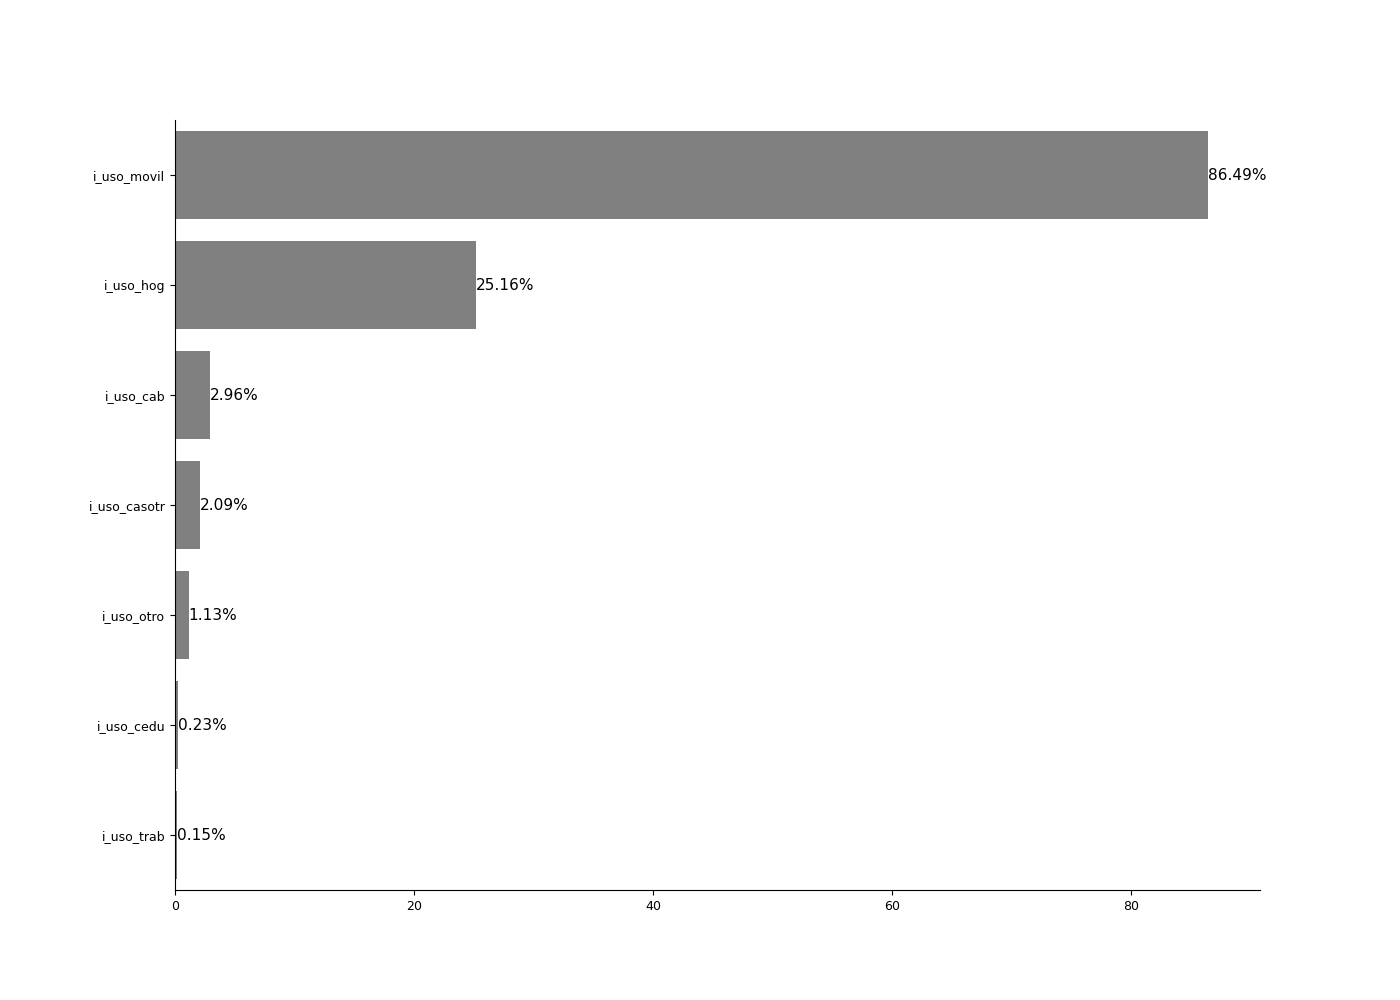 i_uso_movil 86.49%
i_uso_hog 25.16%
i_uso_cab 2.96%
i_uso_casotr 2.09%
i_uso_otro 1.13%
i_uso_cedu 0.23%
i_uso_trab 0.15%
0 20 40 60 80